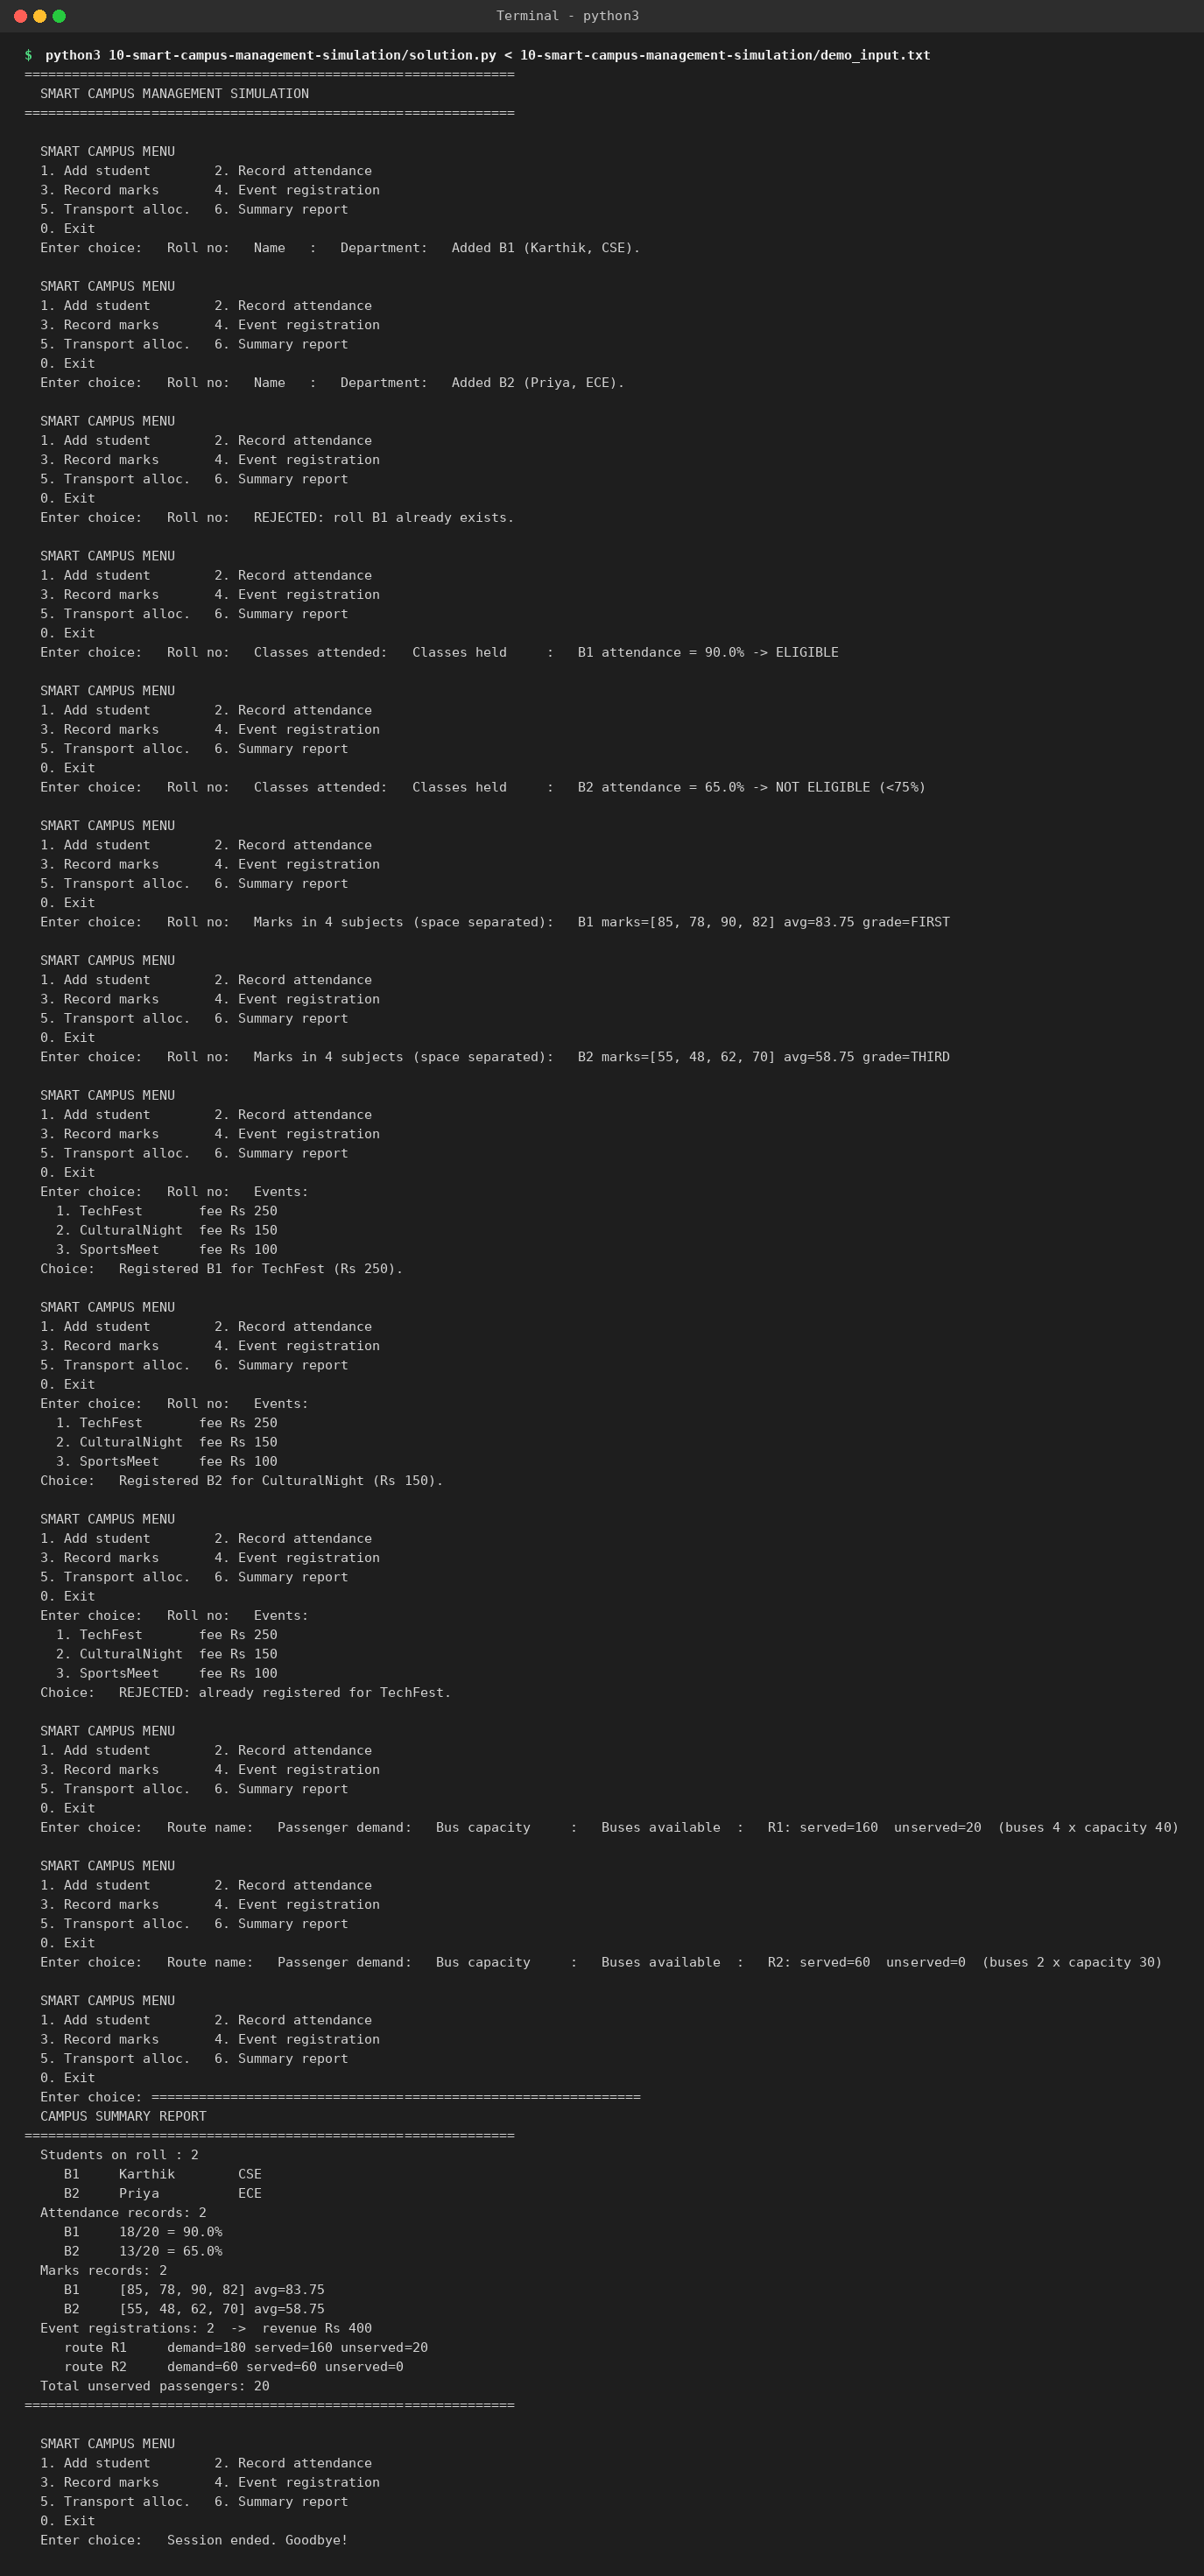 Terminal - python3
$ python3 10-smart-campus-management-simulation/solution.py < 10-smart-campus-management-simulation/demo_input.txt
==============================================================
  SMART CAMPUS MANAGEMENT SIMULATION
==============================================================

  SMART CAMPUS MENU
  1. Add student        2. Record attendance
  3. Record marks       4. Event registration
  5. Transport alloc.   6. Summary report
  0. Exit
  Enter choice:   Roll no:   Name   :   Department:   Added B1 (Karthik, CSE).

  SMART CAMPUS MENU
  1. Add student        2. Record attendance
  3. Record marks       4. Event registration
  5. Transport alloc.   6. Summary report
  0. Exit
  Enter choice:   Roll no:   Name   :   Department:   Added B2 (Priya, ECE).

  SMART CAMPUS MENU
  1. Add student        2. Record attendance
  3. Record marks       4. Event registration
  5. Transport alloc.   6. Summary report
  0. Exit
  Enter choice:   Roll no:   REJECTED: roll B1 already exists.

  SMART CAMPUS MENU
  1. Add student        2. Record attendance
  3. Record marks       4. Event registration
  5. Transport alloc.   6. Summary report
  0. Exit
  Enter choice:   Roll no:   Classes attended:   Classes held     :   B1 attendance = 90.0% -> ELIGIBLE

  SMART CAMPUS MENU
  1. Add student        2. Record attendance
  3. Record marks       4. Event registration
  5. Transport alloc.   6. Summary report
  0. Exit
  Enter choice:   Roll no:   Classes attended:   Classes held     :   B2 attendance = 65.0% -> NOT ELIGIBLE (<75%)

  SMART CAMPUS MENU
  1. Add student        2. Record attendance
  3. Record marks       4. Event registration
  5. Transport alloc.   6. Summary report
  0. Exit
  Enter choice:   Roll no:   Marks in 4 subjects (space separated):   B1 marks=[85, 78, 90, 82] avg=83.75 grade=FIRST

  SMART CAMPUS MENU
  1. Add student        2. Record attendance
  3. Record marks       4. Event registration
  5. Transport alloc.   6. Summary report
  0. Exit
  Enter choice:   Roll no:   Marks in 4 subjects (space separated):   B2 marks=[55, 48, 62, 70] avg=58.75 grade=THIRD

  SMART CAMPUS MENU
  1. Add student        2. Record attendance
  3. Record marks       4. Event registration
  5. Transport alloc.   6. Summary report
  0. Exit
  Enter choice:   Roll no:   Events:
    1. TechFest       fee Rs 250
    2. CulturalNight  fee Rs 150
    3. SportsMeet     fee Rs 100
  Choice:   Registered B1 for TechFest (Rs 250).

  SMART CAMPUS MENU
  1. Add student        2. Record attendance
  3. Record marks       4. Event registration
  5. Transport alloc.   6. Summary report
  0. Exit
  Enter choice:   Roll no:   Events:
    1. TechFest       fee Rs 250
    2. CulturalNight  fee Rs 150
    3. SportsMeet     fee Rs 100
  Choice:   Registered B2 for CulturalNight (Rs 150).

  SMART CAMPUS MENU
  1. Add student        2. Record attendance
  3. Record marks       4. Event registration
  5. Transport alloc.   6. Summary report
  0. Exit
  Enter choice:   Roll no:   Events:
    1. TechFest       fee Rs 250
    2. CulturalNight  fee Rs 150
    3. SportsMeet     fee Rs 100
  Choice:   REJECTED: already registered for TechFest.

  SMART CAMPUS MENU
  1. Add student        2. Record attendance
  3. Record marks       4. Event registration
  5. Transport alloc.   6. Summary report
  0. Exit
  Enter choice:   Route name:   Passenger demand:   Bus capacity     :   Buses available  :   R1: served=160  unserved=20  (buses 4 x capacity 40)

  SMART CAMPUS MENU
  1. Add student        2. Record attendance
  3. Record marks       4. Event registration
  5. Transport alloc.   6. Summary report
  0. Exit
  Enter choice:   Route name:   Passenger demand:   Bus capacity     :   Buses available  :   R2: served=60  unserved=0  (buses 2 x capacity 30)

  SMART CAMPUS MENU
  1. Add student        2. Record attendance
  3. Record marks       4. Event registration
  5. Transport alloc.   6. Summary report
  0. Exit
  Enter choice: ==============================================================
  CAMPUS SUMMARY REPORT
==============================================================
  Students on roll : 2
     B1     Karthik        CSE
     B2     Priya          ECE
  Attendance records: 2
     B1     18/20 = 90.0%
     B2     13/20 = 65.0%
  Marks records: 2
     B1     [85, 78, 90, 82] avg=83.75
     B2     [55, 48, 62, 70] avg=58.75
  Event registrations: 2  ->  revenue Rs 400
     route R1     demand=180 served=160 unserved=20
     route R2     demand=60 served=60 unserved=0
  Total unserved passengers: 20
==============================================================

  SMART CAMPUS MENU
  1. Add student        2. Record attendance
  3. Record marks       4. Event registration
  5. Transport alloc.   6. Summary report
  0. Exit
  Enter choice:   Session ended. Goodbye!